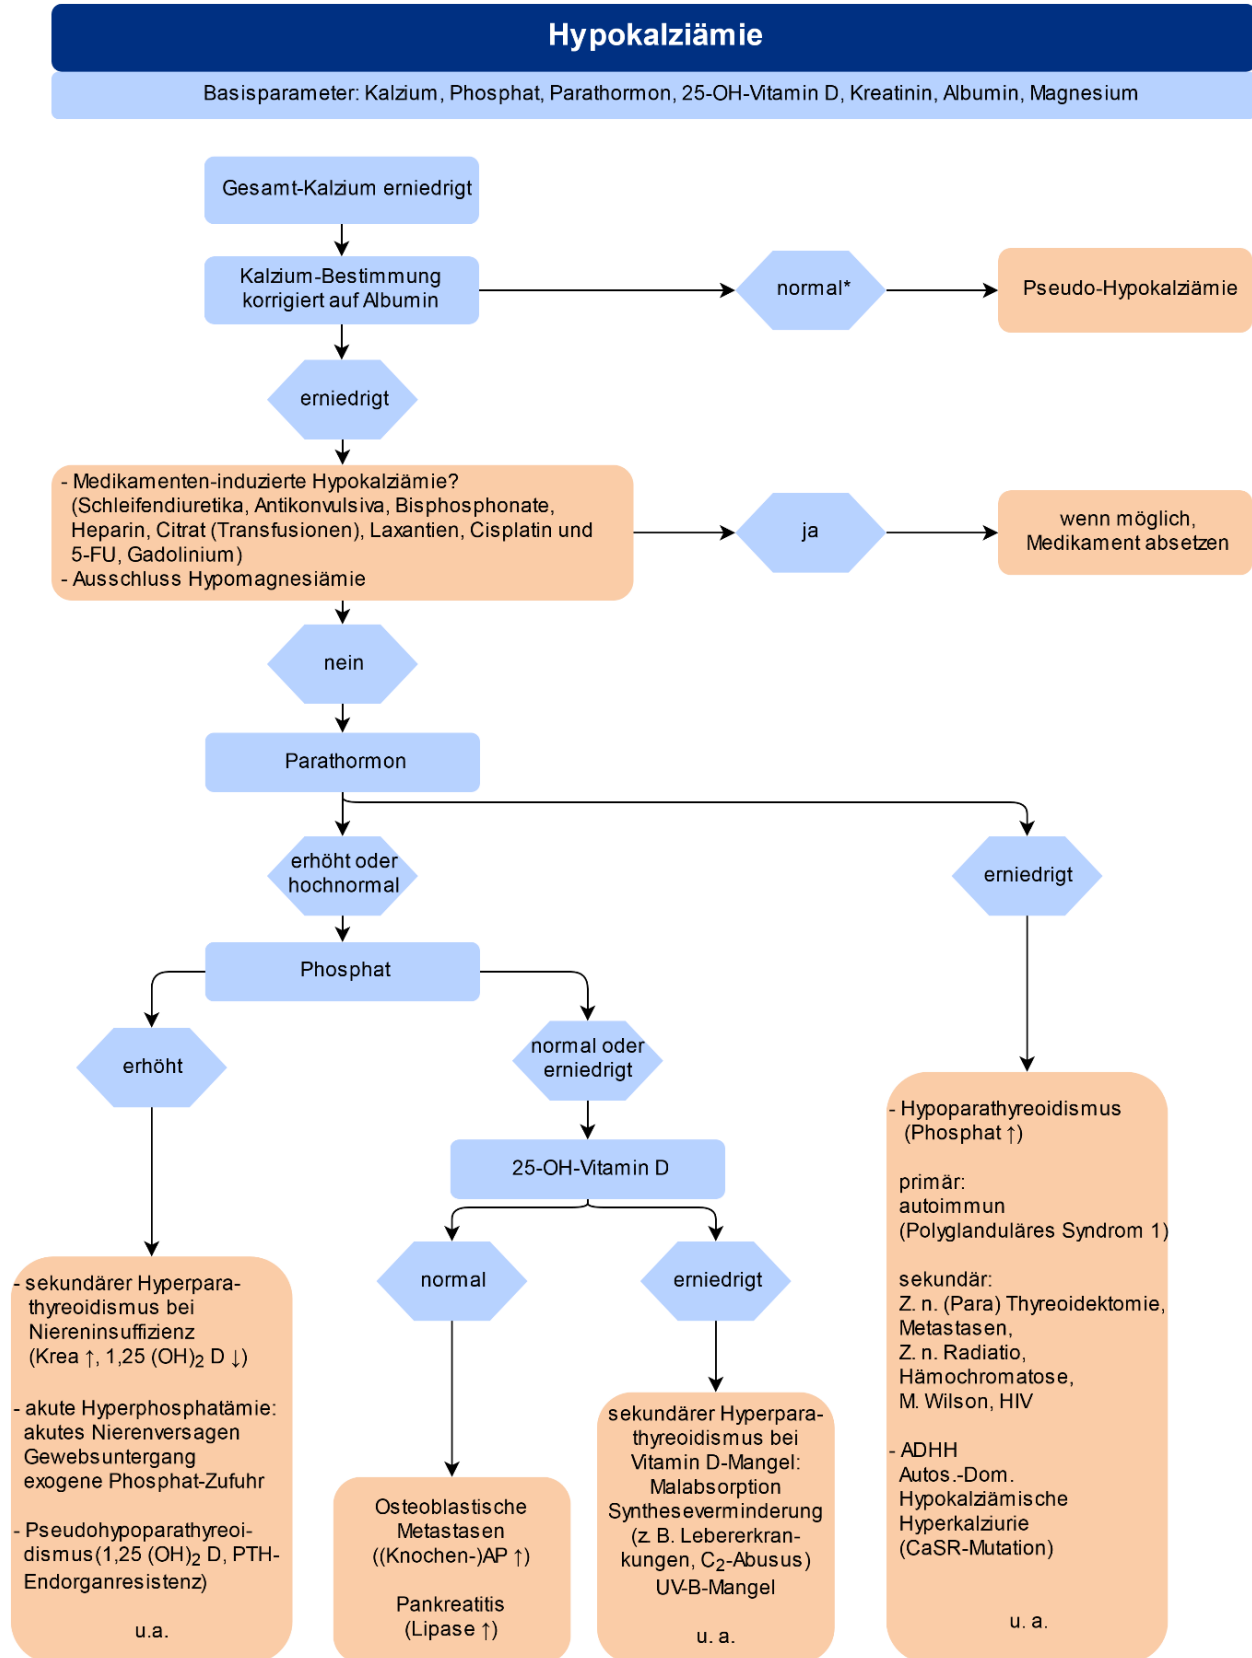 Hypokalziämie
Basisparameter: Kalzium, Phosphat, Parathormon, 25-OH-Vitamin D, Kreatinin, Albumin, Magnesium
Gesamt-Kalzium erniedrigt
Kalzium-Bestimmung
korrigiert auf Albumin
normal*
Pseudo-Hypokalziämie
erniedrigt
- Medikamenten-induzierte Hypokalziämie?
(Schleifendiuretika, Antikonvulsiva, Bisphosphonate,
Heparin, Citrat (Transfusionen), Laxantien, Cisplatin und
5-FU, Gadolinium)
- Ausschluss Hypomagnesiämie
ja
wenn möglich,
Medikament absetzen
nein
Parathormon
erhöht oder
hochnormal
erniedrigt
Phosphat
erhöht
normal oder
erniedrigt
25-OH-Vitamin D
normal
erniedrigt
- sekundärer Hyperpara-
thyreoidismus bei
Niereninsuffizienz
(Krea ↑, 1,25 (OH)₂ D ↓)
- akute Hyperphosphatämie:
akutes Nierenversagen
Gewebsuntergang
exogene Phosphat-Zufuhr
- Pseudohypoparathyreoi-
dismus (1,25 (OH)₂ D, PTH-
Endorganresistenz)
u.a.
Osteoblastische
Metastasen
((Knochen-)AP ↑)
Pankreatitis
(Lipase ↑)
sekundärer Hyperpara-
thyreoidismus bei
Vitamin D-Mangel:
Malabsorption
Syntheseverminderung
(z. B. Lebererkran-
kungen, C₂-Abusus)
UV-B-Mangel
u. a.
- Hypoparathyreoidismus
(Phosphat ↑)
primär:
autoimmun
(Polyglanduläres Syndrom 1)
sekundär:
Z. n. (Para) Thyreoidektomie,
Metastasen,
Z. n. Radiatio,
Hämochromatose,
M. Wilson, HIV
- ADHH
Autos.-Dom.
Hypokalziämische
Hyperkalziurie
(CaSR-Mutation)
u. a.